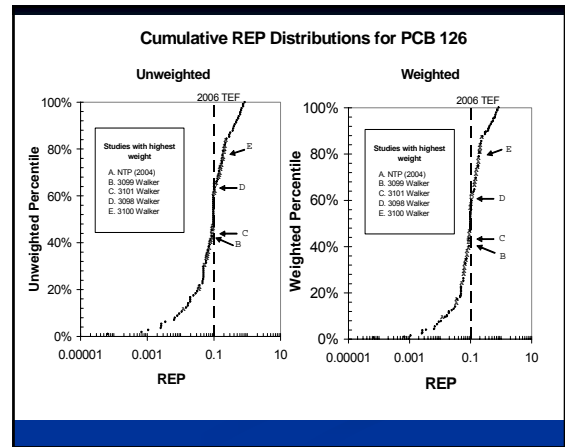 Cumulative REP Distributions for PCB 126
Unweighted
2006 TEF
100%
80%
60%
40%
20%
0%
Unweighted Percentile
Studies with highest
weight
A. NTP (2004)
B. 3099 Walker
C. 3101 Walker
D. 3098 Walker
E. 3100 Walker
E
D
C
B
0.00001
0.001
0.1
10
REP
Weighted
2006 TEF
100%
80%
60%
40%
20%
0%
Weighted Percentile
Studies with highest
weight
A. NTP (2004)
B. 3099 Walker
C. 3101 Walker
D. 3098 Walker
E. 3100 Walker
E
D
C
B
0.00001
0.001
0.1
10
REP